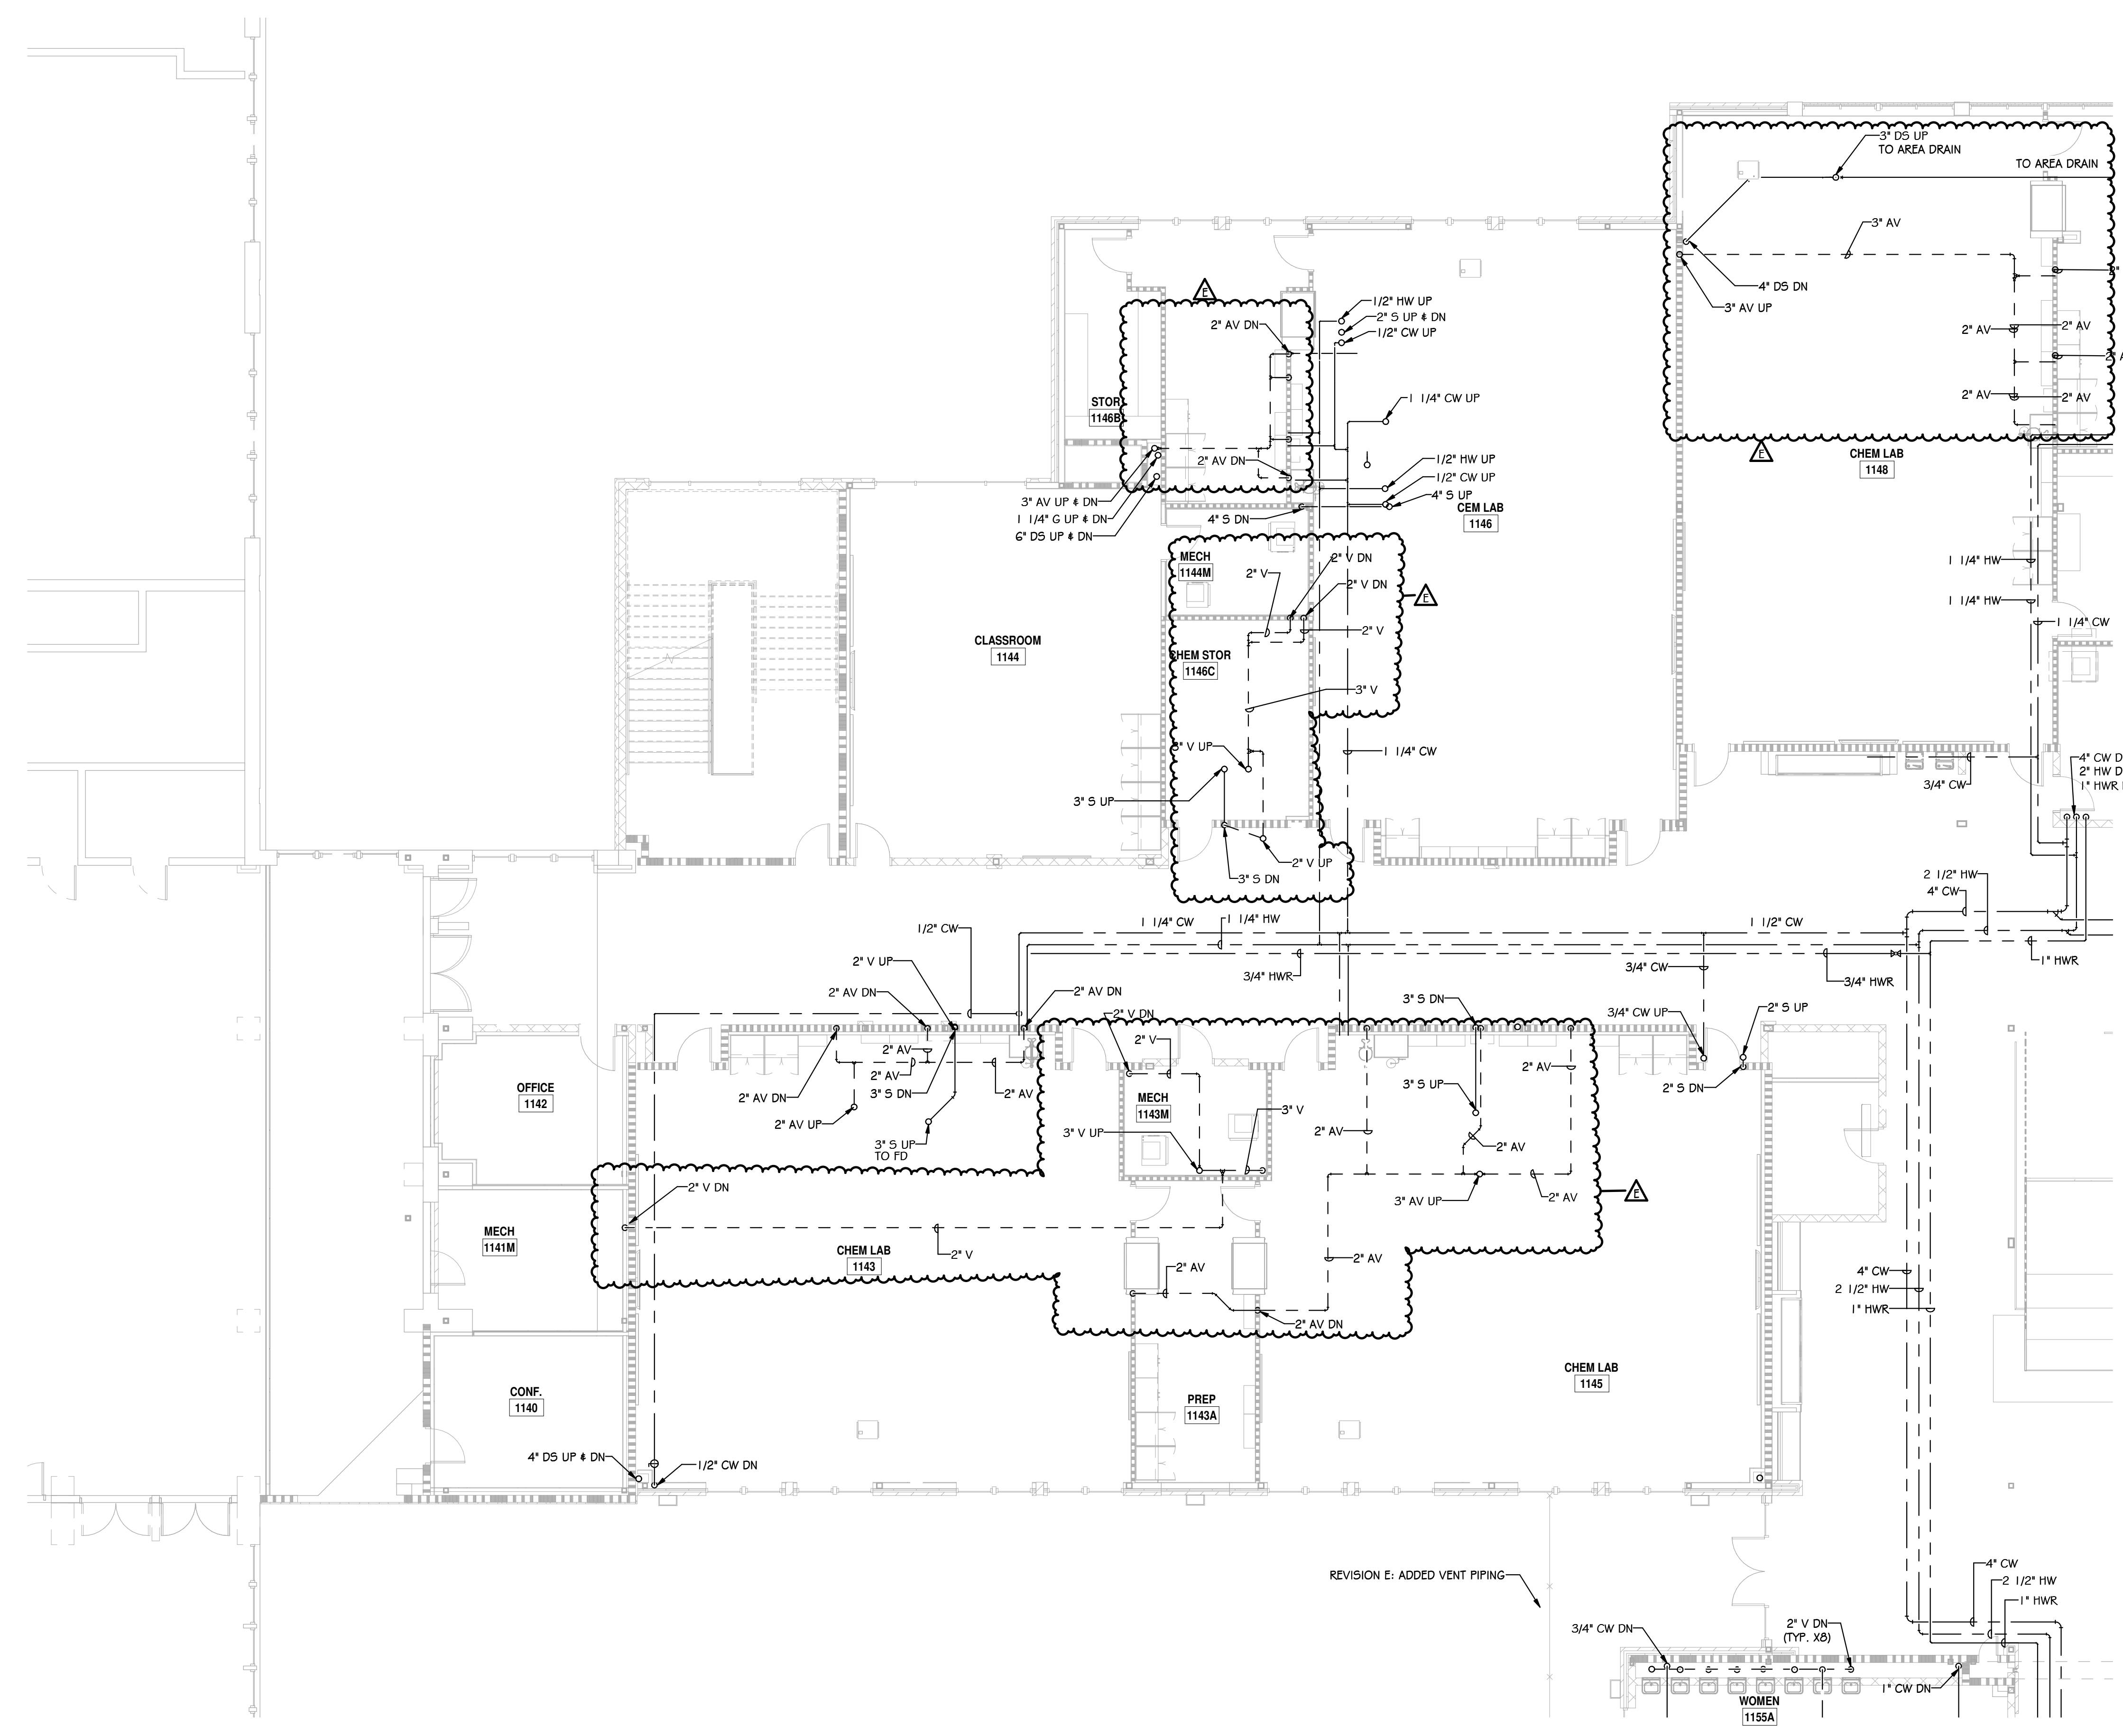 3" DS UP
TO AREA DRAIN
TO AREA DRAIN
3" AV
4" DS DN
3" AV UP
2" AV
2" AV
2" AV
2" AV
E
CHEM LAB
1148
E
2" AV DN
1/2" HW UP
2" S UP & DN
1/2" CW UP
STOR
1146B
1 1/4" CW UP
2" AV DN
1/2" HW UP
1/2" CW UP
4" S UP
3" AV UP & DN
1 1/4" G UP & DN
6" DS UP & DN
4" S DN
CEM LAB
1146
MECH
1144M
2" V
2" V DN
2" V DN
E
2" V
CLASSROOM
1144
CHEM STOR
1146C
3" V
3" V UP
1 1/4" CW
3" S UP
2" V UP
3" S DN
1 1/4" HW
1 1/4" HW
1 1/4" CW
3/4" CW
4" CW D
2" HW D
1" HWR
2 1/2" HW
4" CW
1/2" CW
1 1/4" CW
1 1/4" HW
1 1/2" CW
2" V UP
2" AV DN
2" AV DN
3/4" HWR
3/4" CW
3/4" HWR
1" HWR
2" V DN
3" S DN
3/4" CW UP
2" S UP
2" AV
2" V
2" AV
3" S DN
2" AV
2" AV
2" S DN
OFFICE
1142
2" AV DN
2" AV UP
3" S UP
TO FD
MECH
1143M
3" V
3" V UP
3" S UP
2" AV
2" AV
2" V DN
3" AV UP
2" AV
E
MECH
1141M
CHEM LAB
1143
2" V
2" AV
2" AV
2" AV DN
4" CW
2 1/2" HW
1" HWR
CHEM LAB
1145
CONF.
1140
PREP
1143A
4" DS UP & DN
1/2" CW DN
REVISION E: ADDED VENT PIPING
4" CW
2 1/2" HW
1" HWR
3/4" CW DN
2" V DN
(TYP. X8)
1" CW DN
WOMEN
1155A